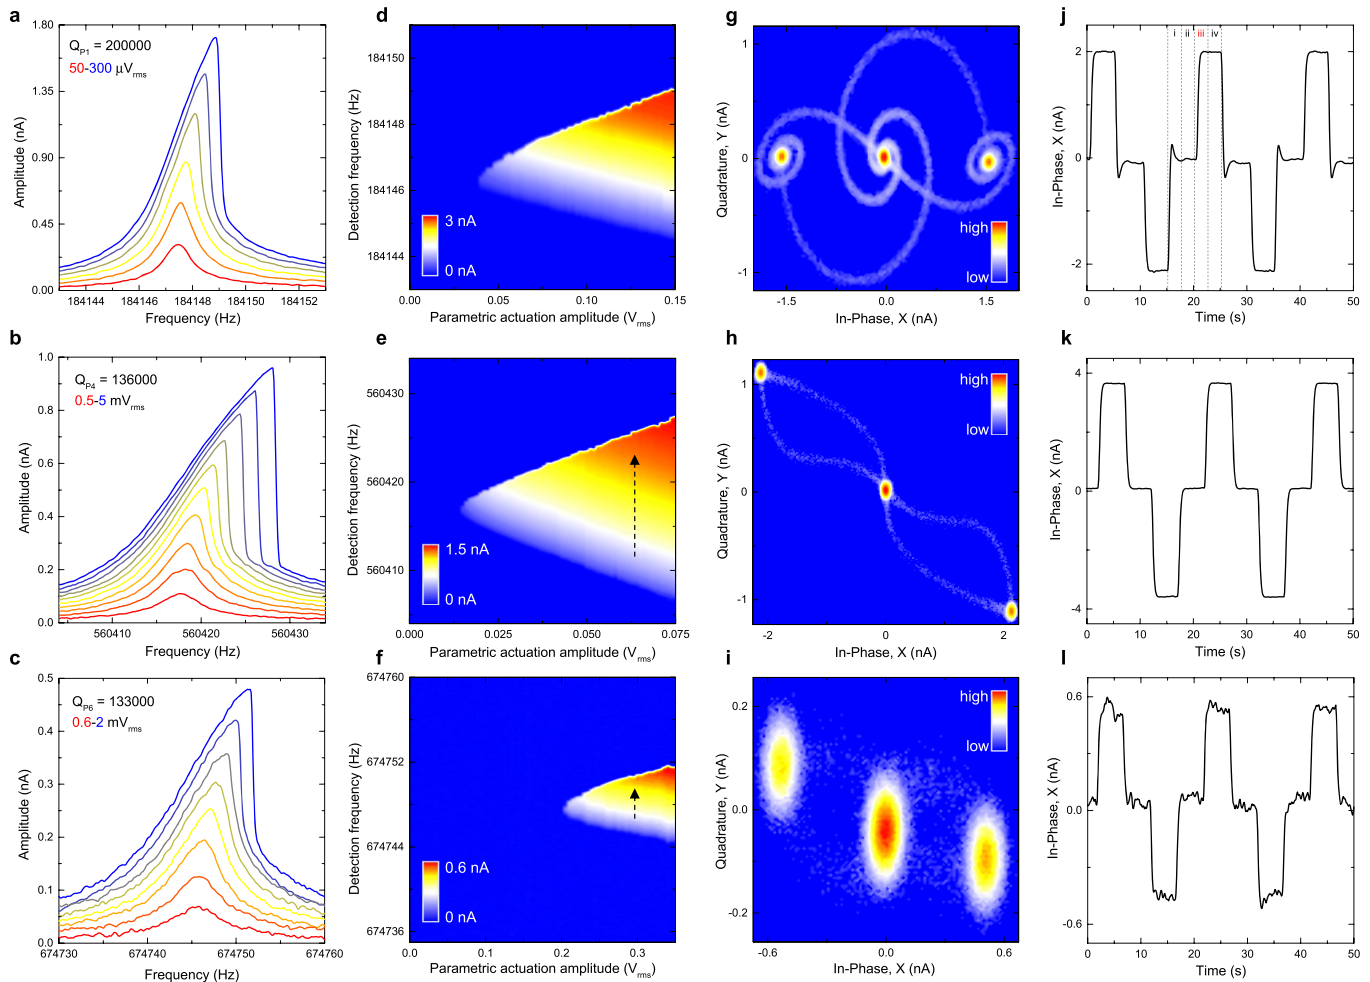 a
Q_P1 = 200000
50-300 μV_rms
Amplitude (nA)
1.80
1.35
0.90
0.45
0.00
184144 184146 184148 184150 184152
Frequency (Hz)
d
Detection frequency (Hz)
184150
184148
184146
184144
3 nA
0 nA
0.00 0.05 0.10 0.15
Parametric actuation amplitude (V_rms)
g
Quadrature, Y (nA)
1
0
-1
high
low
-1.5 0.0 1.5
In-Phase, X (nA)
j
i ii iii iv
In-Phase, X (nA)
2
0
-2
0 10 20 30 40 50
Time (s)
b
Q_P4 = 136000
0.5-5 mV_rms
Amplitude (nA)
1.0
0.8
0.6
0.4
0.2
0.0
560410 560420 560430
Frequency (Hz)
e
Detection frequency (Hz)
560430
560420
560410
1.5 nA
0 nA
0.000 0.025 0.050 0.075
Parametric actuation amplitude (V_rms)
h
Quadrature, Y (nA)
1
0
-1
high
low
-2 0 2
In-Phase, X (nA)
k
In-Phase, X (nA)
4
0
-4
0 10 20 30 40 50
Time (s)
c
Q_P6 = 133000
0.6-2 mV_rms
Amplitude (nA)
0.5
0.4
0.3
0.2
0.1
0.0
674730 674740 674750 674760
Frequency (Hz)
f
Detection frequency (Hz)
674760
674752
674744
674736
0.6 nA
0 nA
0.0 0.1 0.2 0.3
Parametric actuation amplitude (V_rms)
i
Quadrature, Y (nA)
0.2
0.0
-0.2
high
low
-0.6 0.0 0.6
In-Phase, X (nA)
l
In-Phase, X (nA)
0.6
0.0
-0.6
0 10 20 30 40 50
Time (s)